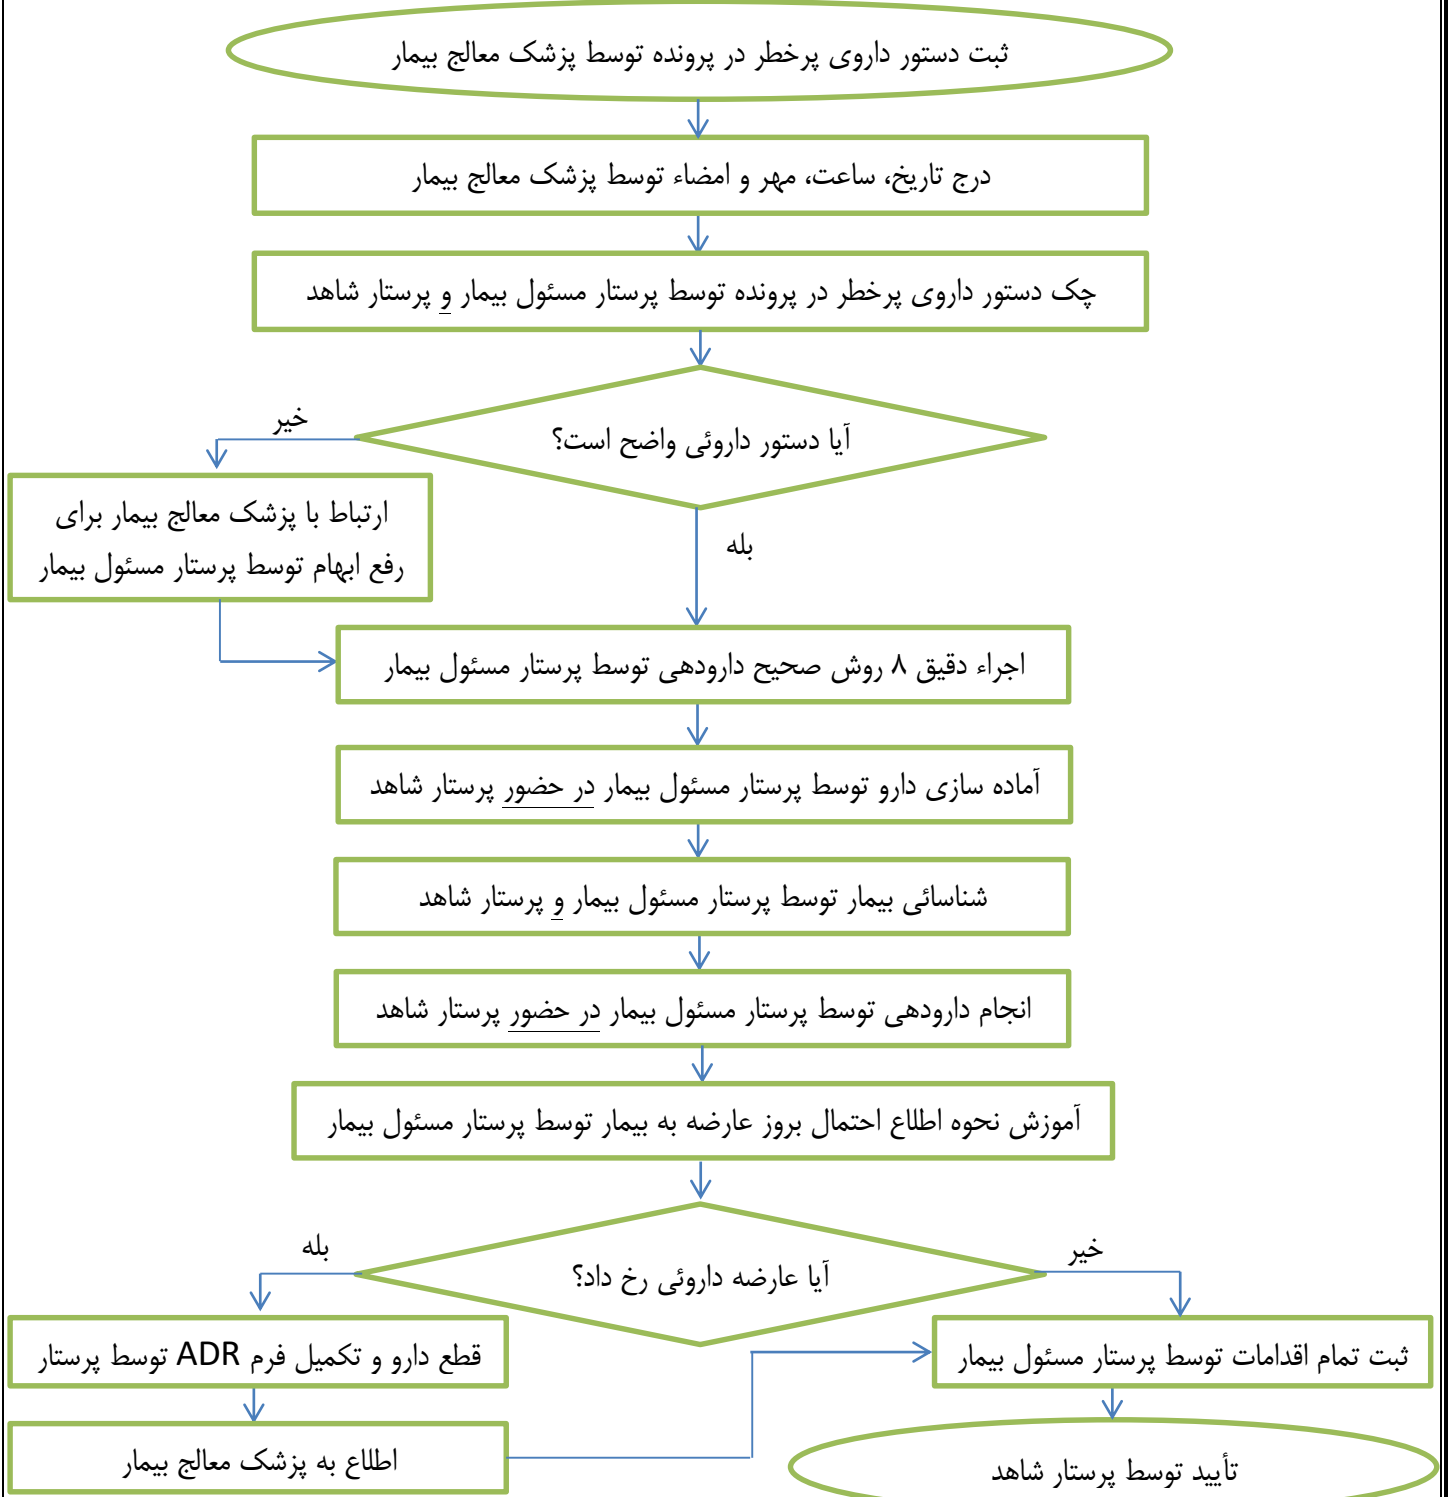 ثبت دستور داروی پرخطر در پرونده توسط پزشک معالج بیمار
درج تاریخ، ساعت، مهر و امضاء توسط پزشک معالج بیمار
چک دستور داروی پرخطر در پرونده توسط پرستار مسئول بیمار و پرستار شاهد
آیا دستور داروئی واضح است؟
خیر
ارتباط با پزشک معالج بیمار برای
رفع ابهام توسط پرستار مسئول بیمار
بله
اجراء دقیق ۸ روش صحیح دارودهی توسط پرستار مسئول بیمار
آماده سازی دارو توسط پرستار مسئول بیمار در حضور پرستار شاهد
شناسائی بیمار توسط پرستار مسئول بیمار و پرستار شاهد
انجام دارودهی توسط پرستار مسئول بیمار در حضور پرستار شاهد
آموزش نحوه اطلاع احتمال بروز عارضه به بیمار توسط پرستار مسئول بیمار
آیا عارضه داروئی رخ داد؟
خیر
بله
ثبت تمام اقدامات توسط پرستار مسئول بیمار
قطع دارو و تکمیل فرم ADR توسط پرستار
اطلاع به پزشک معالج بیمار
تأیید توسط پرستار شاهد